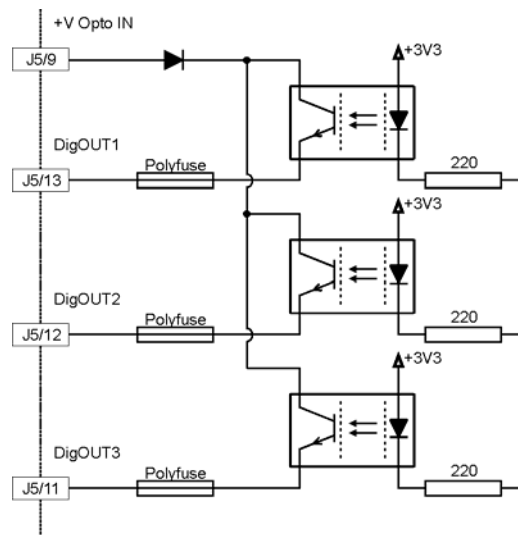 +V Opto IN
J5/9
+3V3
DigOUT1
Polyfuse
J5/13
220
+3V3
DigOUT2
Polyfuse
J5/12
220
+3V3
DigOUT3
Polyfuse
J5/11
220